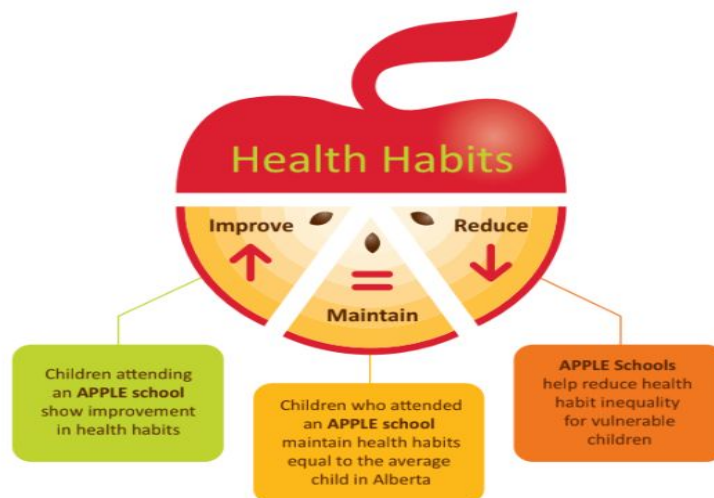 Health Habits
Improve
Reduce
=
Maintain
Children attending
an APPLE school
show improvement
in health habits
Children who attended
an APPLE school
maintain health habits
equal to the average
child in Alberta
APPLE Schools
help reduce health
habit inequality
for vulnerable
children